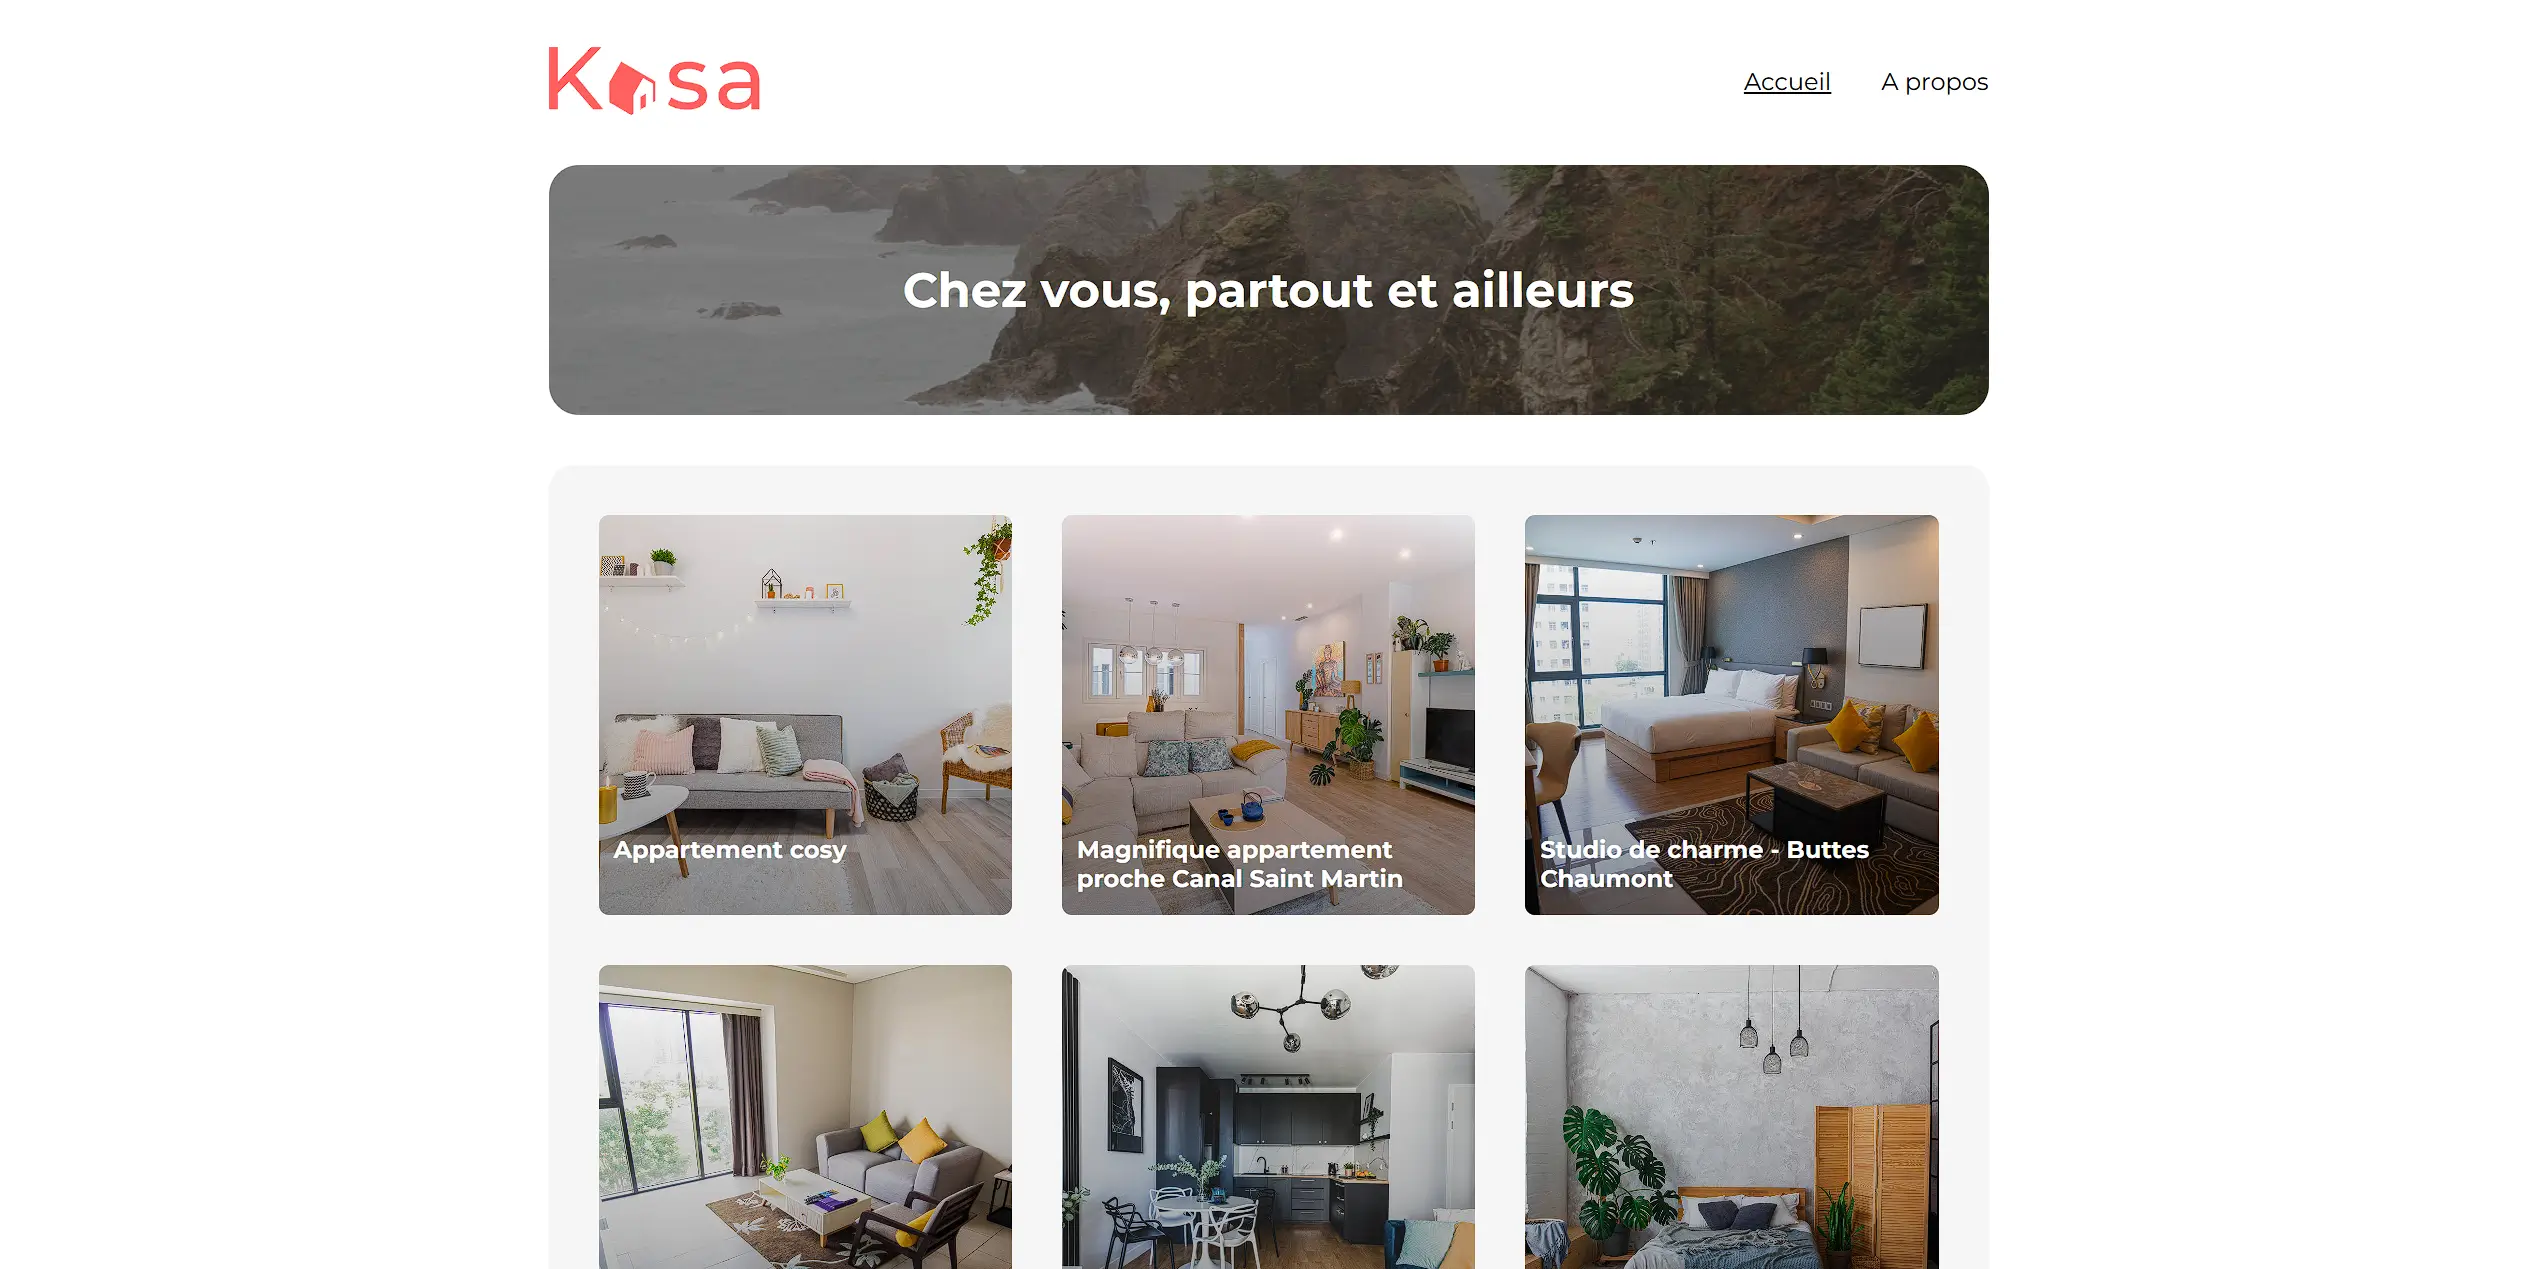 Kasa
Accueil
A propos
Chez vous, partout et ailleurs
Appartement cosy
Magnifique appartement
proche Canal Saint Martin
Studio de charme - Buttes
Chaumont